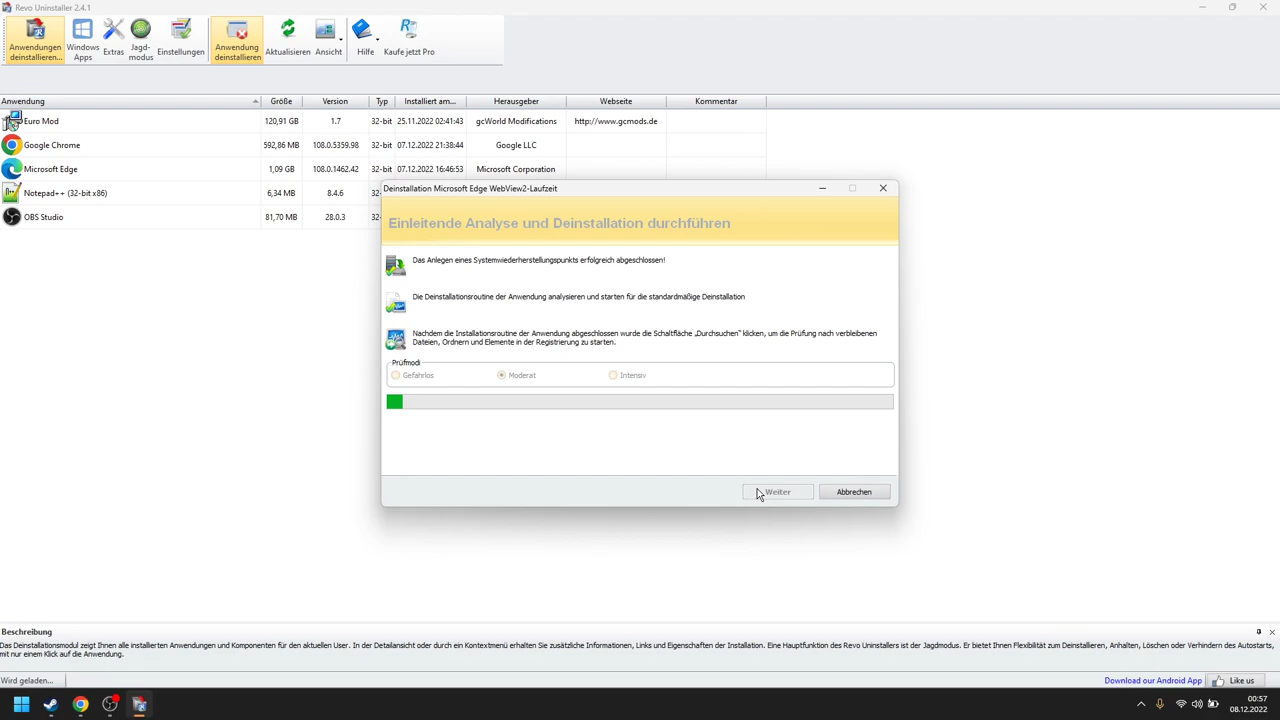 Revo Uninstaller 2.4.1
Anwendungen deinstallieren...
Windows Apps
Extras
Jagd-modus
Einstellungen
Anwendung deinstallieren
Aktualisieren
Ansicht
Hilfe
Kaufe jetzt Pro
Anwendung Größe Version Typ Installiert am... Herausgeber Webseite Kommentar
Euro Mod 120,91 GB 1.7 32-bit 25.11.2022 02:41:43 gcWorld Modifications http://www.gcmods.de
Google Chrome 592,86 MB 108.0.5359.98 32-bit 07.12.2022 21:38:44 Google LLC
Microsoft Edge 1,09 GB 108.0.1462.42 32-bit 07.12.2022 16:46:53 Microsoft Corporation
Notepad++ (32-bit x86) 6,34 MB 8.4.6 32-
OBS Studio 81,70 MB 28.0.3 32-
Deinstallation Microsoft Edge WebView2-Laufzeit
Einleitende Analyse und Deinstallation durchführen
Das Anlegen eines Systemwiederherstellungspunkts erfolgreich abgeschlossen!
Die Deinstallationsroutine der Anwendung analysieren und starten für die standardmäßige Deinstallation
Nachdem die Installationsroutine der Anwendung abgeschlossen wurde die Schaltfläche „Durchsuchen“ klicken, um die Prüfung nach verbleibenden
Dateien, Ordnern und Elemente in der Registrierung zu starten.
Prüfmodi
Gefahrlos Moderat Intensiv
Weiter Abbrechen
Beschreibung
Das Deinstallationsmodul zeigt Ihnen alle installierten Anwendungen und Komponenten für den aktuellen User. In der Detailansicht oder durch ein Kontextmenü erhalten Sie zusätzliche Informationen, Links und Eigenschaften der Installation. Eine Hauptfunktion des Revo Uninstallers ist der Jagdmodus. Er bietet Ihnen Flexibilität zum Deinstallieren, Anhalten, Löschen oder Verhindern des Autostarts,
mit nur einem Klick auf die Anwendung.
Wird geladen... Download our Android App Like us
00:57
08.12.2022